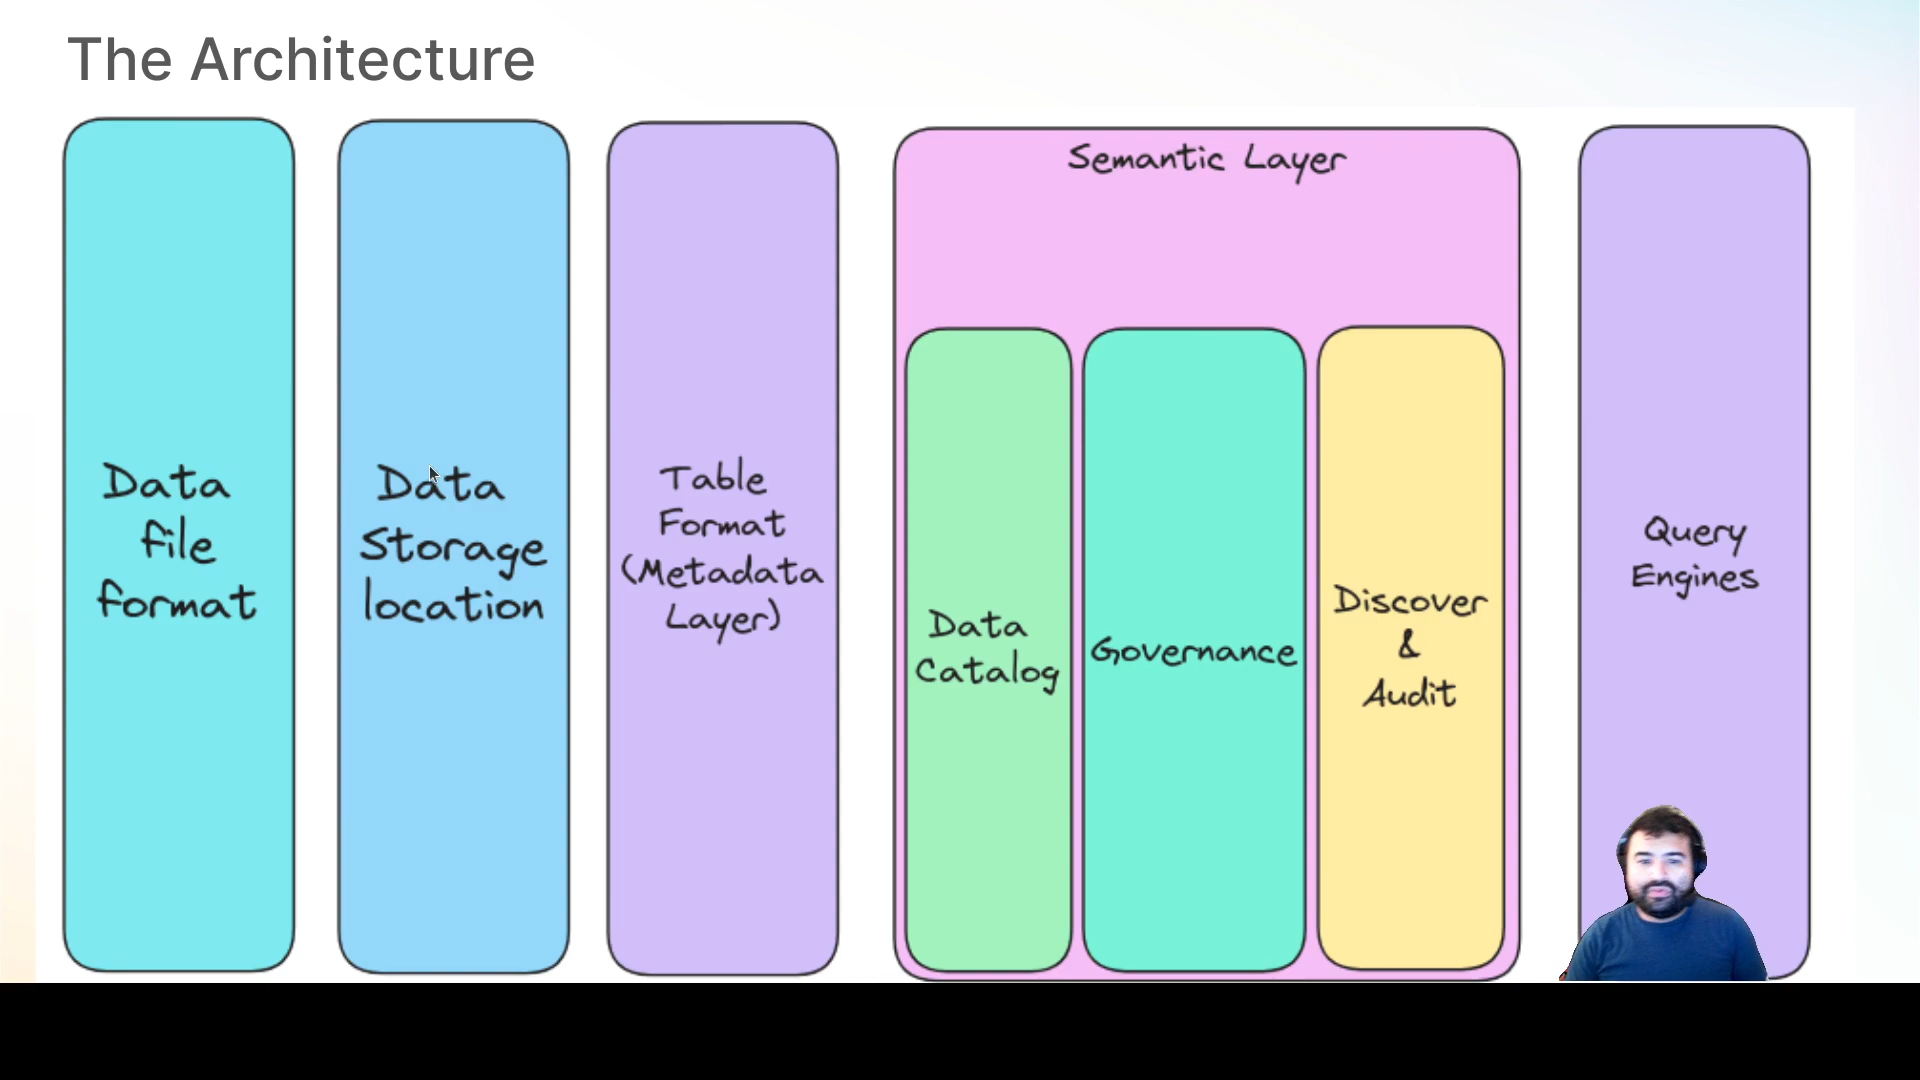 The Architecture
Data
file
format
Data
Storage
location
Table
Format
(Metadata
Layer)
Semantic Layer
Data
Catalog
Governance
Discover
&
Audit
Query
Engines